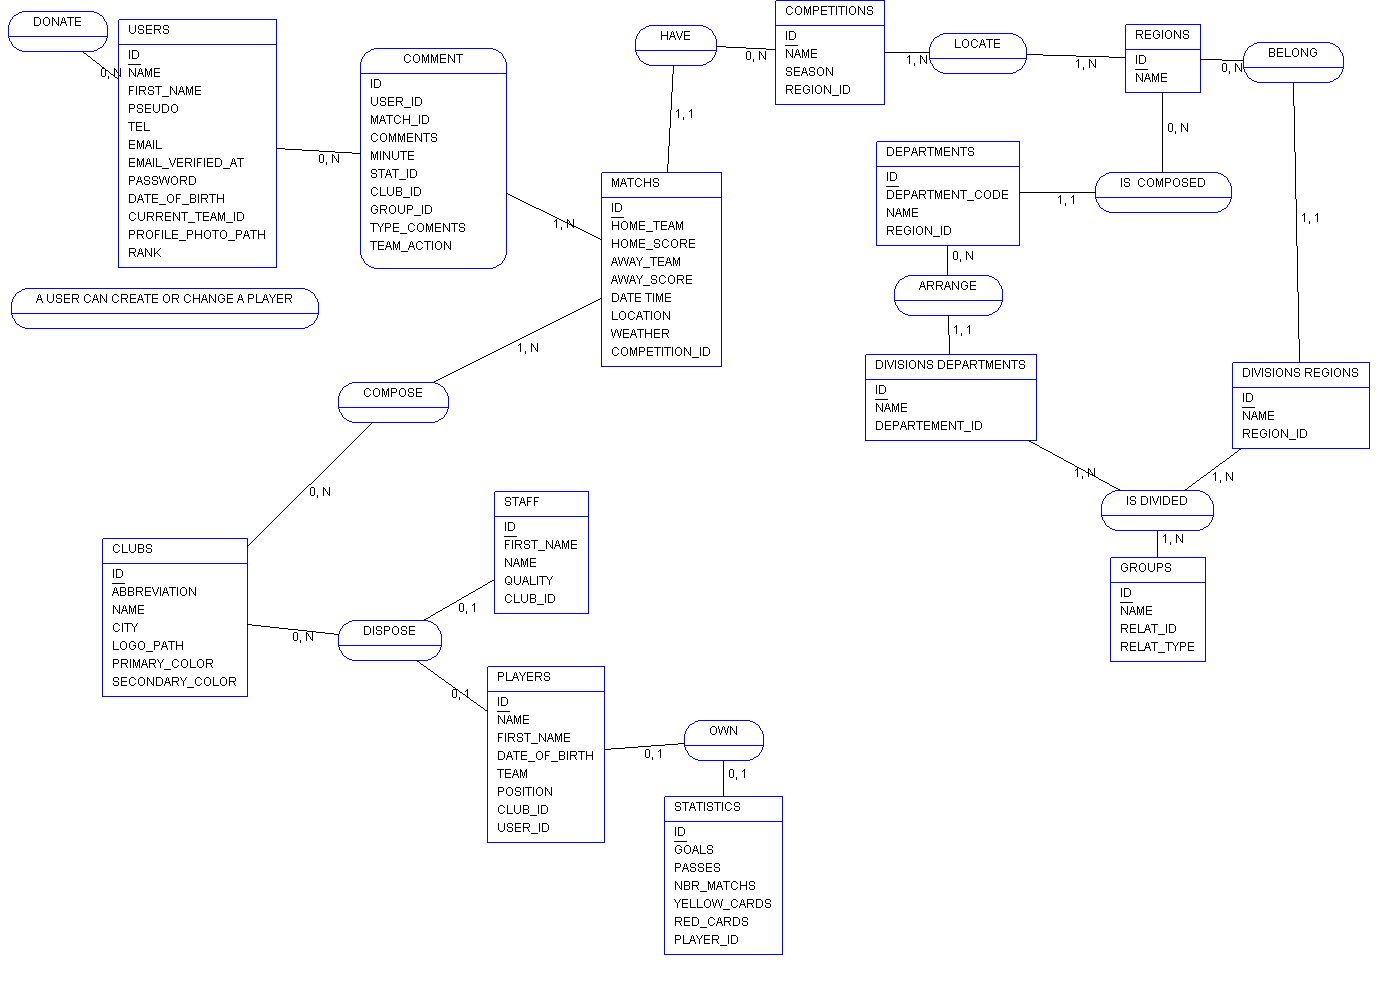 DONATE
0, N
USERS
ID
NAME
FIRST_NAME
PSEUDO
TEL
EMAIL
EMAIL_VERIFIED_AT
PASSWORD
DATE_OF_BIRTH
CURRENT_TEAM_ID
PROFILE_PHOTO_PATH
RANK
0, N
COMMENT
ID
USER_ID
MATCH_ID
COMMENTS
MINUTE
STAT_ID
CLUB_ID
GROUP_ID
TYPE_COMENTS
TEAM_ACTION
1, N
A USER CAN CREATE OR CHANGE A PLAYER
HAVE
0, N
1, 1
COMPETITIONS
ID
NAME
SEASON
REGION_ID
1, N
LOCATE
1, N
REGIONS
ID
NAME
0, N
BELONG
1, 1
0, N
IS  COMPOSED
1, 1
DEPARTMENTS
ID
DEPARTMENT_CODE
NAME
REGION_ID
0, N
ARRANGE
1, 1
MATCHS
ID
HOME_TEAM
HOME_SCORE
AWAY_TEAM
AWAY_SCORE
DATE TIME
LOCATION
WEATHER
COMPETITION_ID
1, N
COMPOSE
0, N
DIVISIONS DEPARTMENTS
ID
NAME
DEPARTEMENT_ID
1, N
DIVISIONS REGIONS
ID
NAME
REGION_ID
1, N
IS DIVIDED
1, N
GROUPS
ID
NAME
RELAT_ID
RELAT_TYPE
CLUBS
ID
ABBREVIATION
NAME
CITY
LOGO_PATH
PRIMARY_COLOR
SECONDARY_COLOR
0, N
DISPOSE
0, 1
STAFF
ID
FIRST_NAME
NAME
QUALITY
CLUB_ID
0, 1
PLAYERS
ID
NAME
FIRST_NAME
DATE_OF_BIRTH
TEAM
POSITION
CLUB_ID
USER_ID
0, 1
OWN
0, 1
STATISTICS
ID
GOALS
PASSES
NBR_MATCHS
YELLOW_CARDS
RED_CARDS
PLAYER_ID